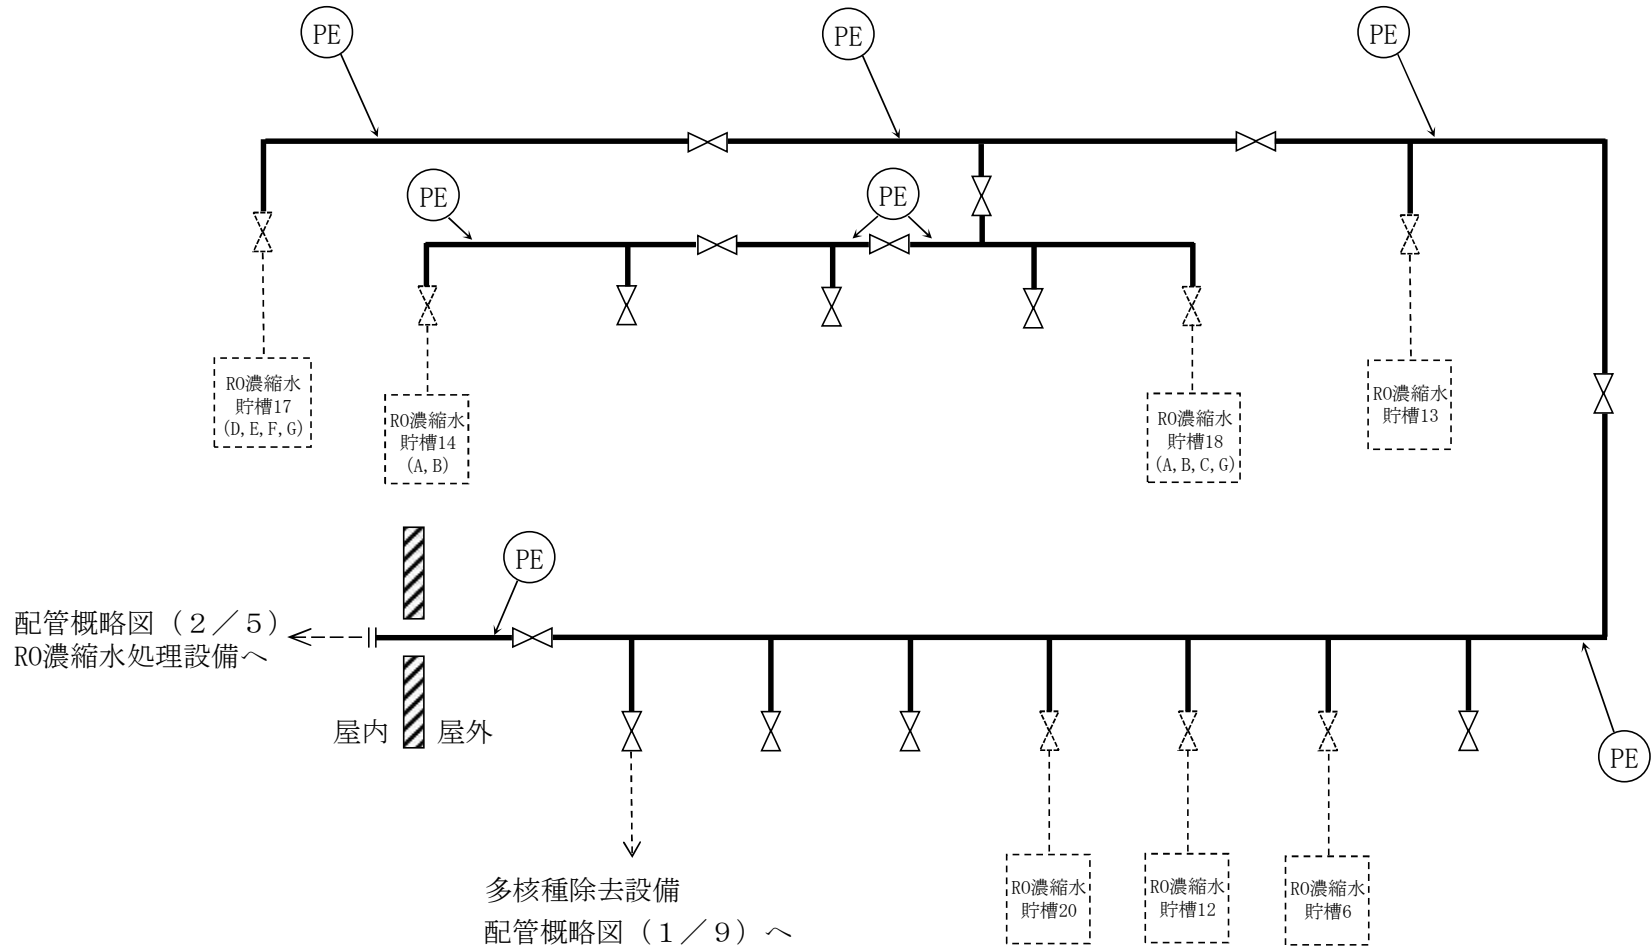 PE
PE
PE
PE
PE
RO濃縮水
貯槽17
(D,E,F,G)
RO濃縮水
貯槽14
(A,B)
RO濃縮水
貯槽18
(A,B,C,G)
RO濃縮水
貯槽13
PE
配管概略図（２／５）
RO濃縮水処理設備へ
屋内
屋外
PE
多核種除去設備
配管概略図（１／９）へ
RO濃縮水
貯槽20
RO濃縮水
貯槽12
RO濃縮水
貯槽6